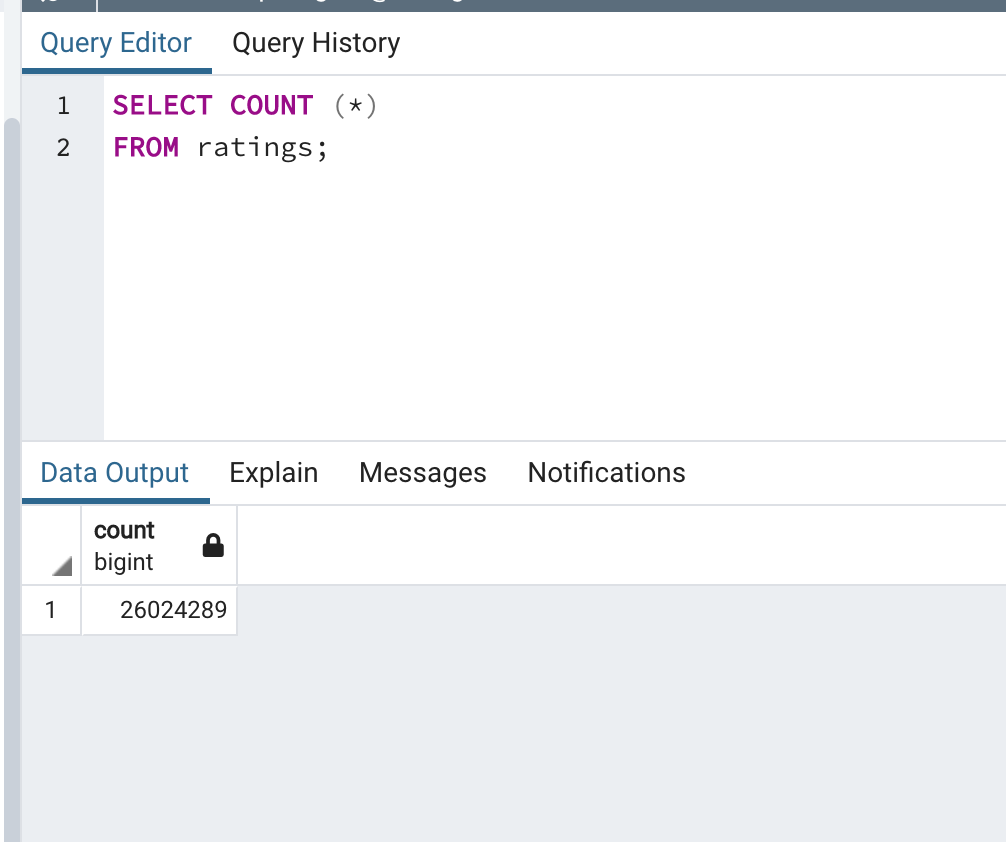 Query Editor Query History
1 SELECT COUNT (*)
2 FROM ratings;
Data Output Explain Messages Notifications
count
bigint
1 26024289